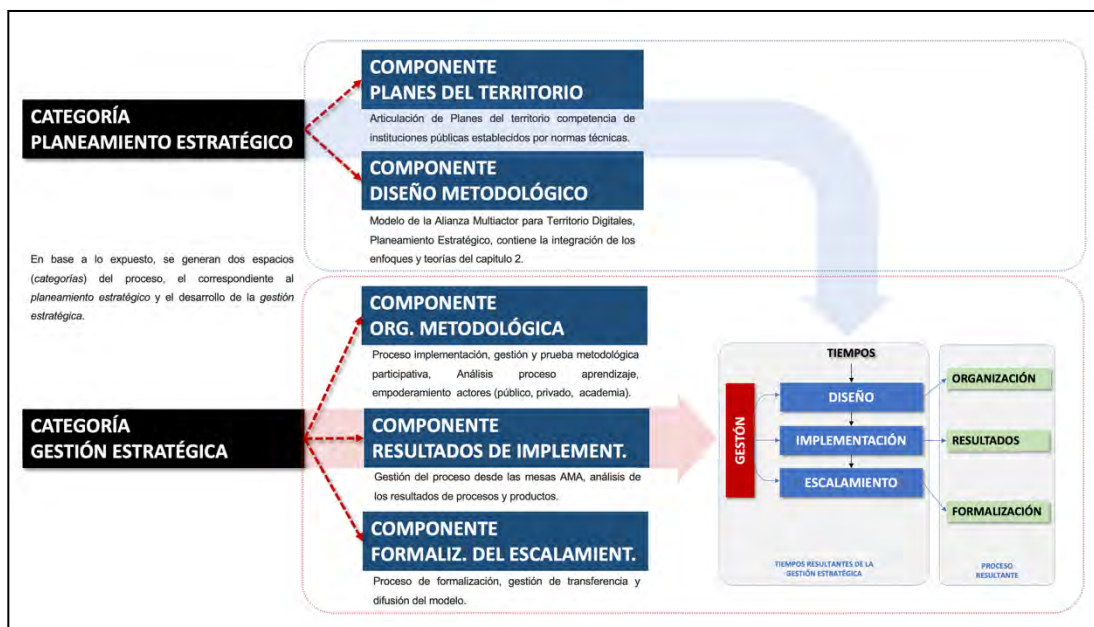 CATEGORÍA
PLANEAMIENTO ESTRATÉGICO
COMPONENTE
PLANES DEL TERRITORIO
Articulación de Planes del territorio competencia de
instituciones públicas establecidos por normas técnicas.
COMPONENTE
DISEÑO METODOLÓGICO
Modelo de la Alianza Multiactor para Territorio Digitales,
Planeamiento Estratégico, contiene la integración de los
enfoques y teorías del capitulo 2.
En base a lo expuesto, se generan dos espacios
(categorías) del proceso, el correspondiente al
planeamiento estratégico y el desarrollo de la gestión
estratégica.
CATEGORÍA
GESTIÓN ESTRATÉGICA
COMPONENTE
ORG. METODOLÓGICA
Proceso implementación, gestión y prueba metodológica
participativa, Análisis proceso aprendizaje,
empoderamiento actores (público, privado, academia).
COMPONENTE
RESULTADOS DE IMPLEMENT.
Gestión del proceso desde las mesas AMA, análisis de
los resultados de procesos y productos.
COMPONENTE
FORMALIZ. DEL ESCALAMIENT.
Proceso de formalización, gestión de transferencia y
difusión del modelo.
TIEMPOS
GESTÓN
DISEÑO
IMPLEMENTACIÓN
ESCALAMIENTO
TIEMPOS RESULTANTES DE LA
GESTIÓN ESTRATÉGICA
ORGANIZACIÓN
RESULTADOS
FORMALIZACIÓN
PROCESO
RESULTANTE